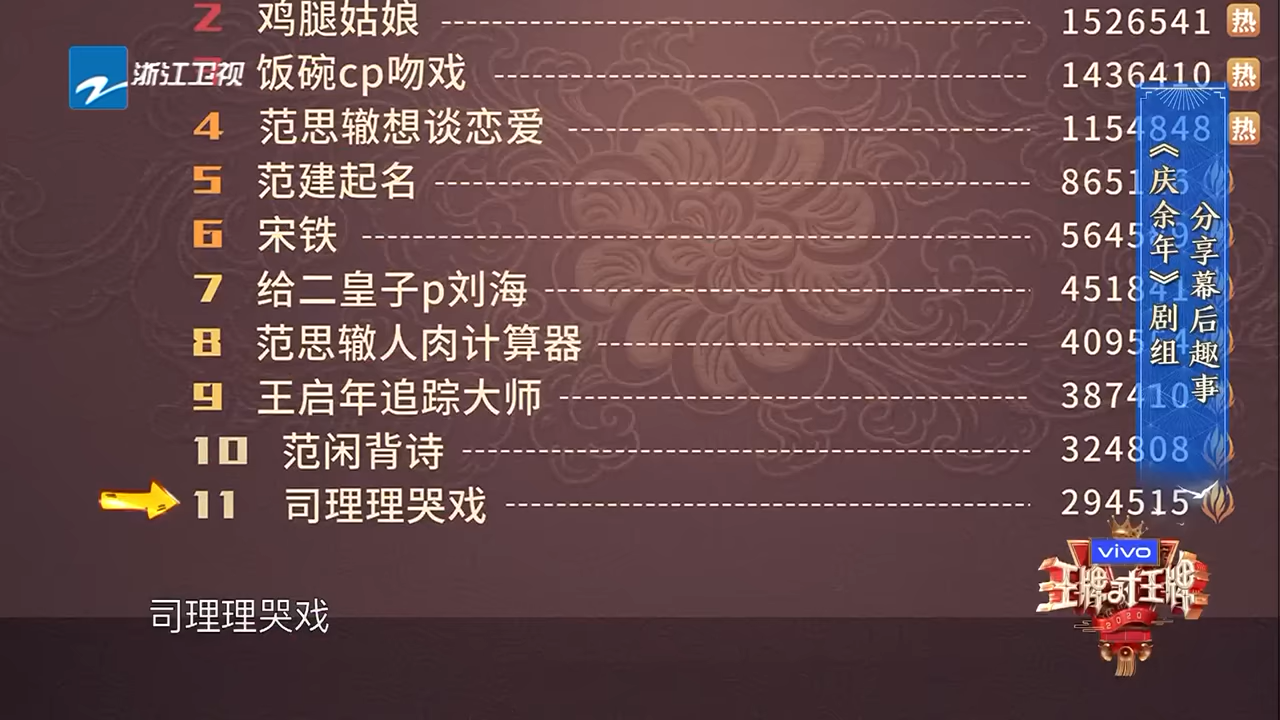 2 鸡腿姑娘 1526541 热
浙江卫视
3 饭碗cp吻戏 1436410 热
4 范思辙想谈恋爱 1154848 热
5 范建起名
6 宋铁
7 给二皇子p刘海
8 范思辙人肉计算器
9 王启年追踪大师 387410
10 范闲背诗 324808
11 司理理哭戏 294515
《庆余年》剧组
分享幕后趣事
vivo
王牌对王牌
2020
司理理哭戏